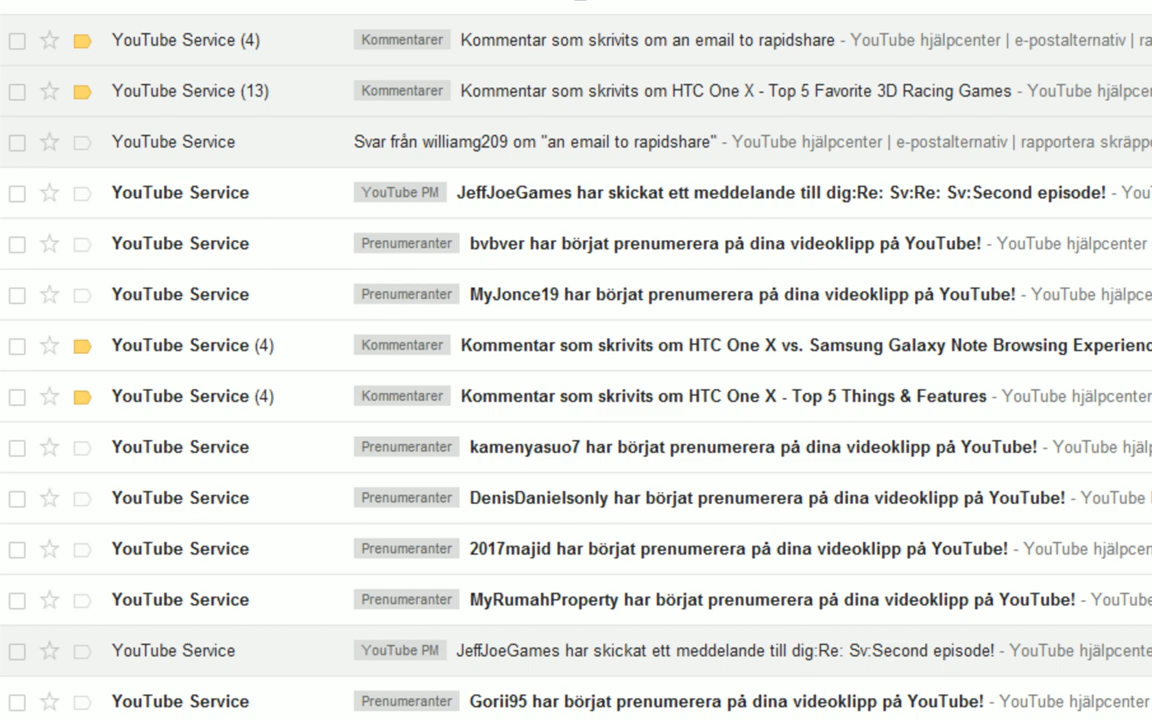 YouTube Service (4) Kommentarer Kommentar som skrivits om an email to rapidshare - YouTube hjälpcenter | e-postalternativ | ra
YouTube Service (13) Kommentarer Kommentar som skrivits om HTC One X - Top 5 Favorite 3D Racing Games - YouTube hjälpcen
YouTube Service Svar från williamg209 om "an email to rapidshare" - YouTube hjälpcenter | e-postalternativ | rapportera skräppo
YouTube Service YouTube PM JeffJoeGames har skickat ett meddelande till dig:Re: Sv:Re: Sv:Second episode! - You
YouTube Service Prenumeranter bvbver har börjat prenumerera på dina videoklipp på YouTube! - YouTube hjälpcenter
YouTube Service Prenumeranter MyJonce19 har börjat prenumerera på dina videoklipp på YouTube! - YouTube hjälpce
YouTube Service (4) Kommentarer Kommentar som skrivits om HTC One X vs. Samsung Galaxy Note Browsing Experienc
YouTube Service (4) Kommentarer Kommentar som skrivits om HTC One X - Top 5 Things & Features - YouTube hjälpcenter
YouTube Service Prenumeranter kamenyasuo7 har börjat prenumerera på dina videoklipp på YouTube! - YouTube hjälp
YouTube Service Prenumeranter DenisDanielsonly har börjat prenumerera på dina videoklipp på YouTube! - YouTube
YouTube Service Prenumeranter 2017majid har börjat prenumerera på dina videoklipp på YouTube! - YouTube hjälpcen
YouTube Service Prenumeranter MyRumahProperty har börjat prenumerera på dina videoklipp på YouTube! - YouTube
YouTube Service YouTube PM JeffJoeGames har skickat ett meddelande till dig:Re: Sv:Second episode! - YouTube hjälpcente
YouTube Service Prenumeranter Gorii95 har börjat prenumerera på dina videoklipp på YouTube! - YouTube hjälpcenter